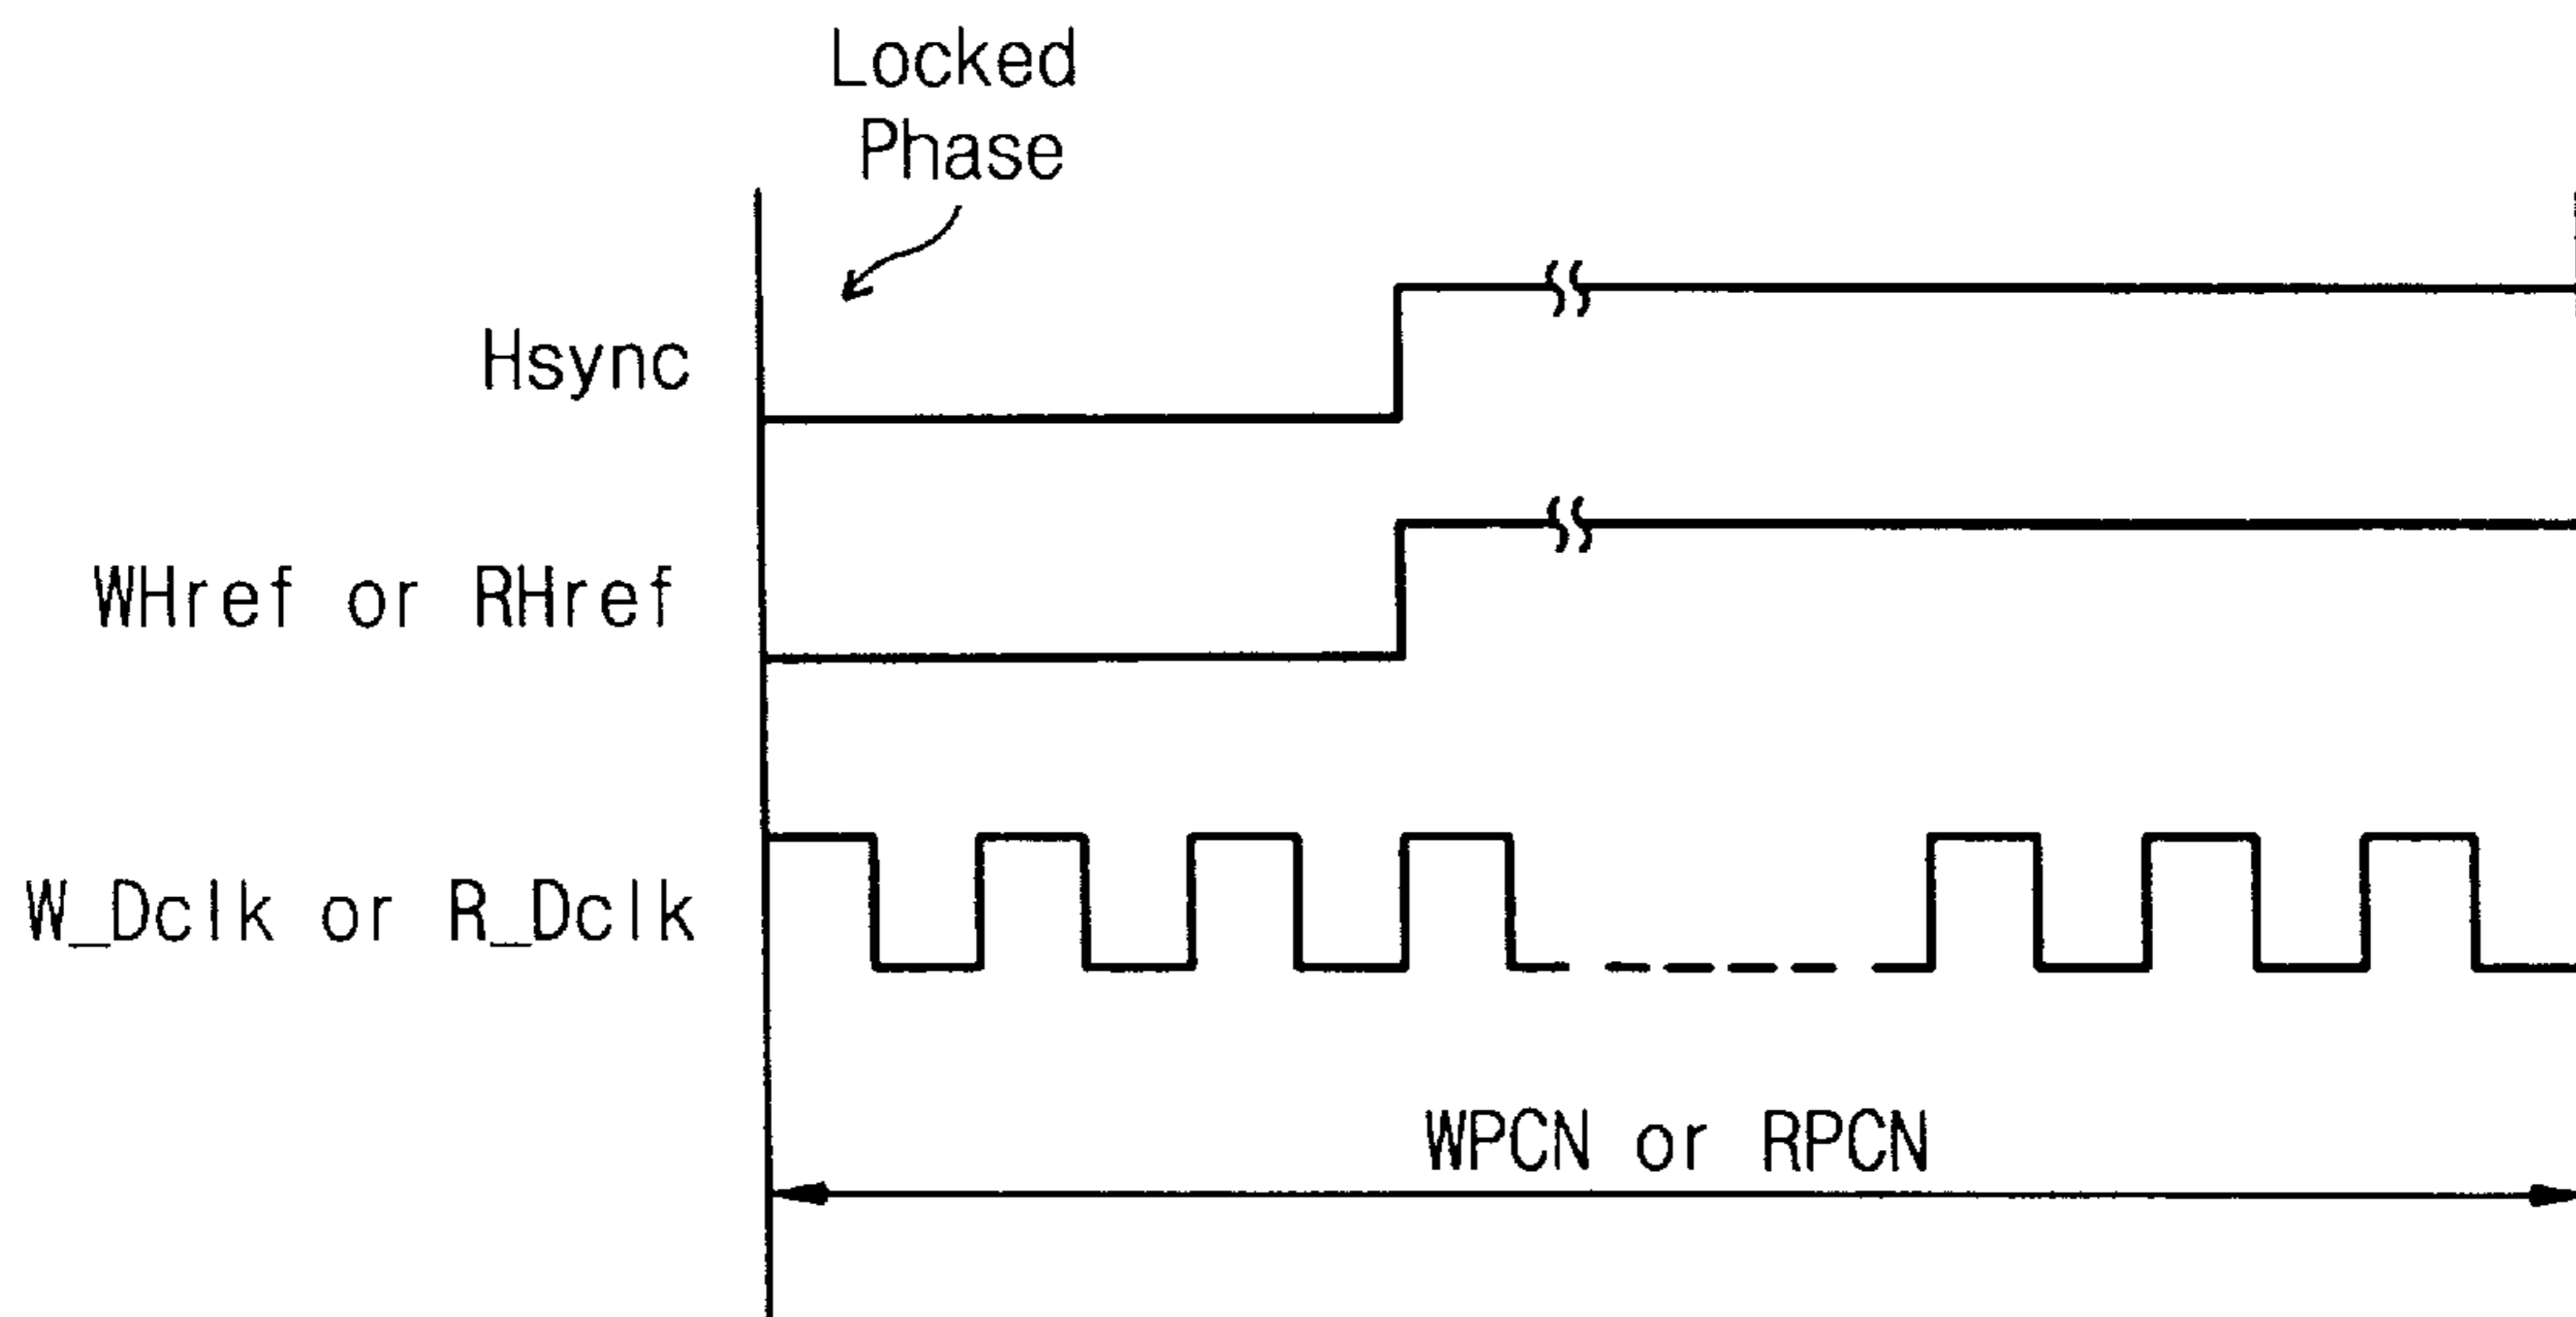 Locked
Phase
Hsync
WHref or RHref
W_Dclk or R_Dclk
WPCN or RPCN